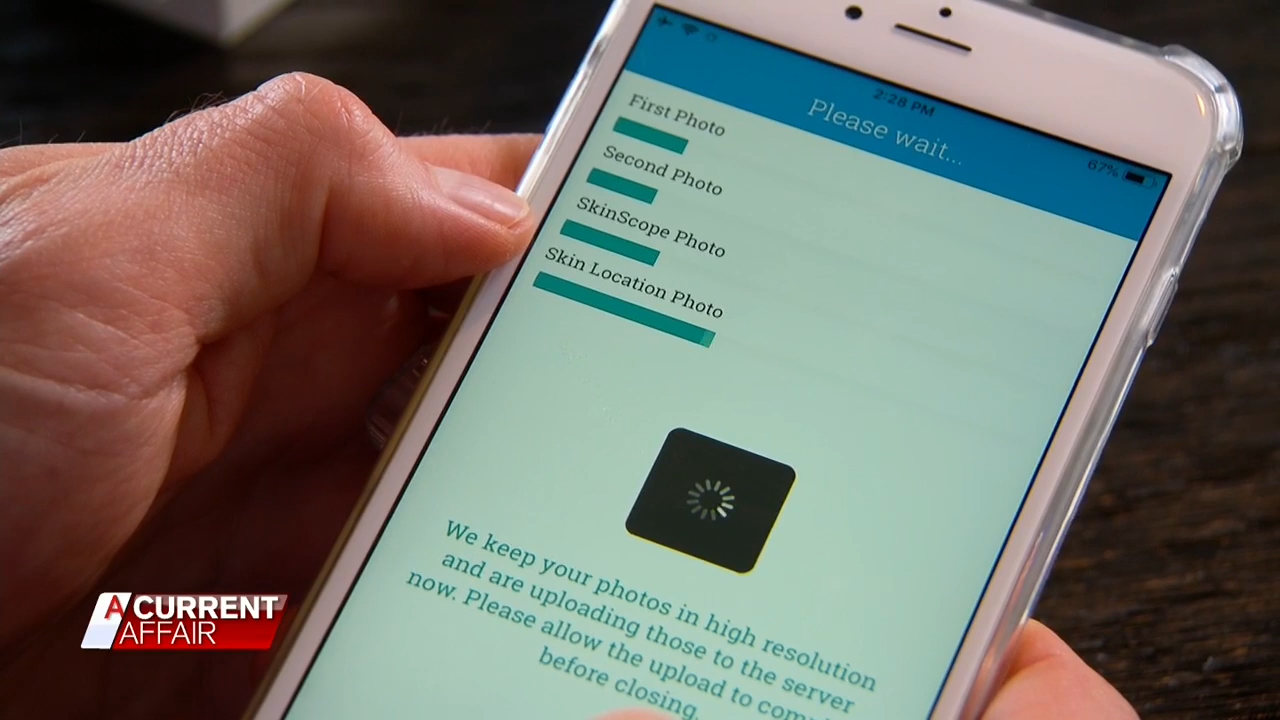 2:28 PM
67%
Please wait...
First Photo
Second Photo
SkinScope Photo
Skin Location Photo
We keep your photos in high resolution
and are uploading those to the server
now. Please allow the upload to
before closing.
A CURRENT
AFFAIR